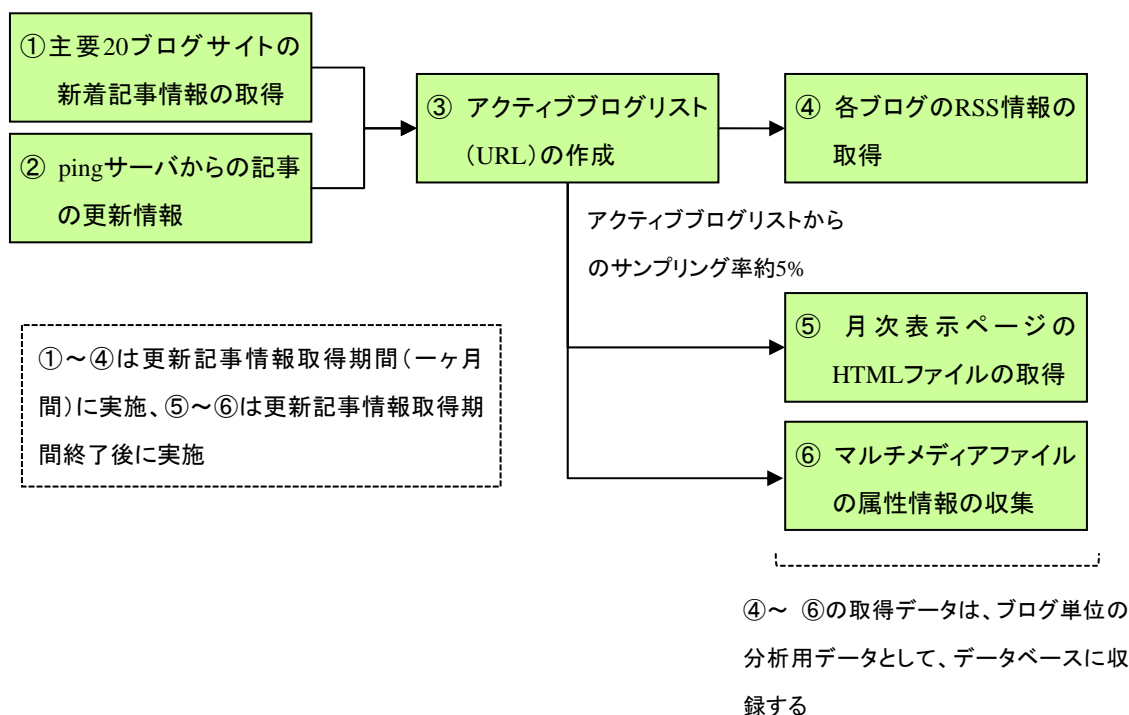 ①主要20ブログサイトの
新着記事情報の取得
② pingサーバからの記事
の更新情報
③ アクティブブログリスト
（URL）の作成
④ 各ブログのRSS情報の
取得
アクティブブログリストから
のサンプリング率約5%
⑤ 月次表示ページの
HTMLファイルの取得
⑥ マルチメディアファイル
の属性情報の収集
①～④は更新記事情報取得期間（一ヶ月
間）に実施、⑤～⑥は更新記事情報取得期
間終了後に実施
④～ ⑥の取得データは、ブログ単位の
分析用データとして、データベースに収
録する